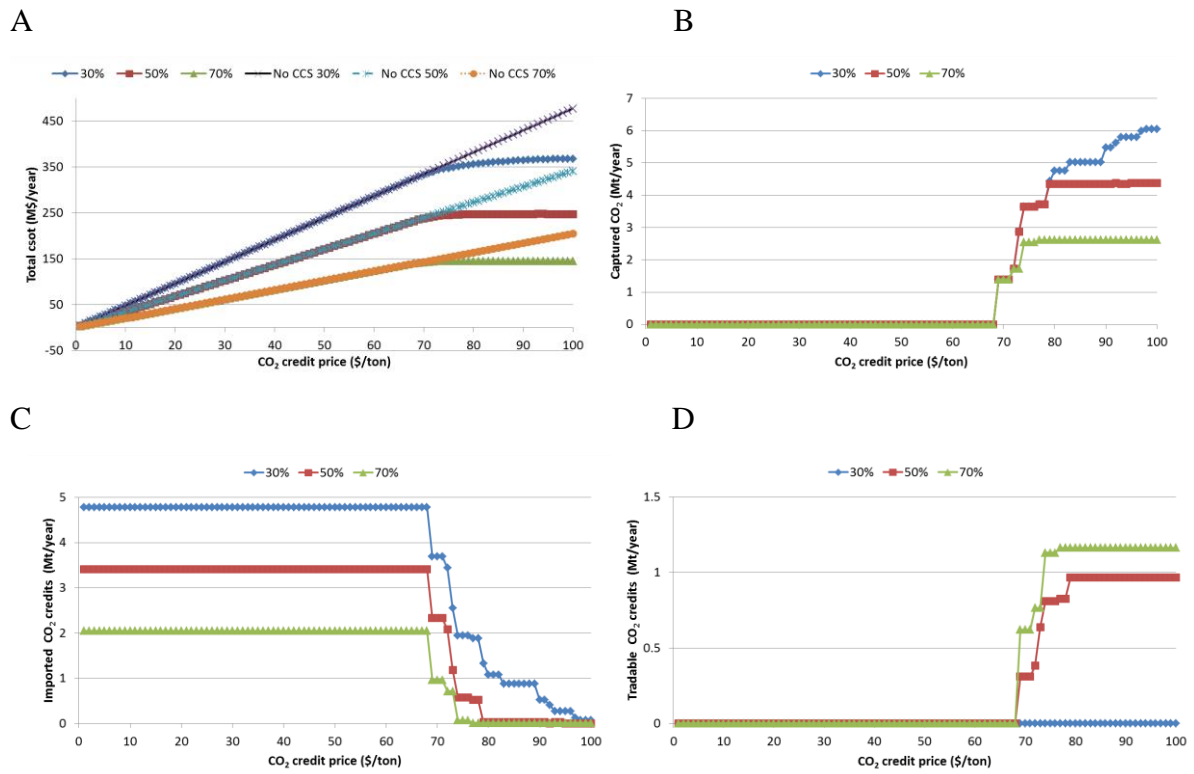 A
30% 50% 70% No CCS 30% No CCS 50% No CCS 70%
450
350
250
150
50
-50
Total csot (M$/year)
0 10 20 30 40 50 60 70 80 90 100
CO₂ credit price ($/ton)
B
30% 50% 70%
7
6
5
4
3
2
1
0
Captured CO₂ (Mt/year)
0 10 20 30 40 50 60 70 80 90 100
CO₂ credit price ($/ton)
C
30% 50% 70%
5
4
3
2
1
0
Imported CO₂ credits (Mt/year)
0 10 20 30 40 50 60 70 80 90 100
CO₂ credit price ($/ton)
D
30% 50% 70%
1.5
1
0.5
0
Tradable CO₂ credits (Mt/year)
0 10 20 30 40 50 60 70 80 90 100
CO₂ credit price ($/ton)